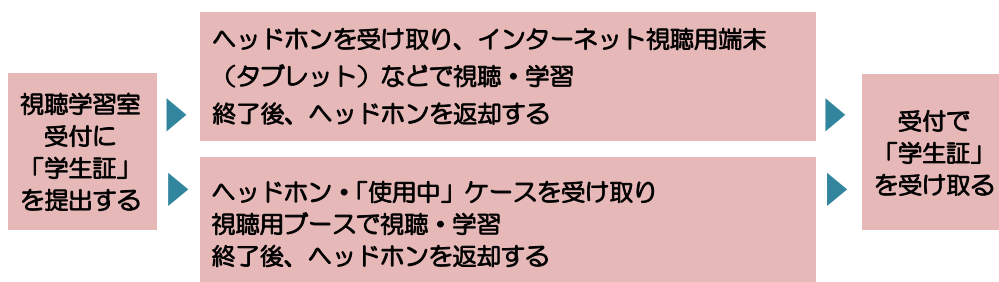 視聴学習室
受付に
「学生証」
を提出する
ヘッドホンを受け取り、インターネット視聴用端末
（タブレット）などで視聴・学習
終了後、ヘッドホンを返却する
ヘッドホン・「使用中」ケースを受け取り
視聴用ブースで視聴・学習
終了後、ヘッドホンを返却する
受付で
「学生証」
を受け取る